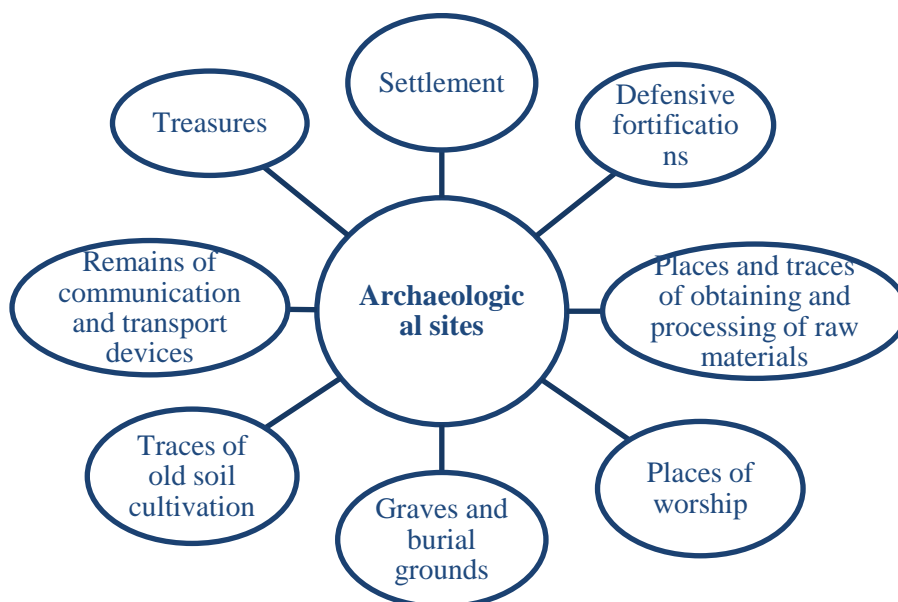 Settlement
Defensive
fortificatio
ns
Places and traces
of obtaining and
processing of raw
materials
Places of
worship
Graves and
burial
grounds
Traces of
old soil
cultivation
Remains of
communication
and transport
devices
Treasures
Archaeologic
al sites